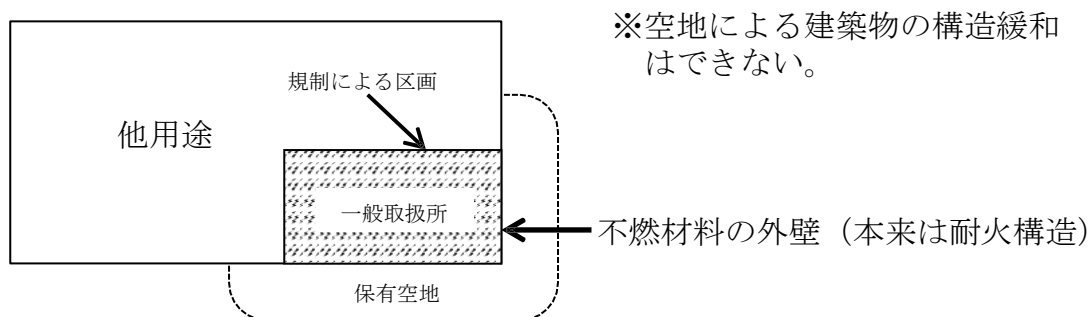 ※空地による建築物の構造緩和
はできない。
規制による区画
他用途
一般取扱所
不燃材料の外壁（本来は耐火構造）
保有空地